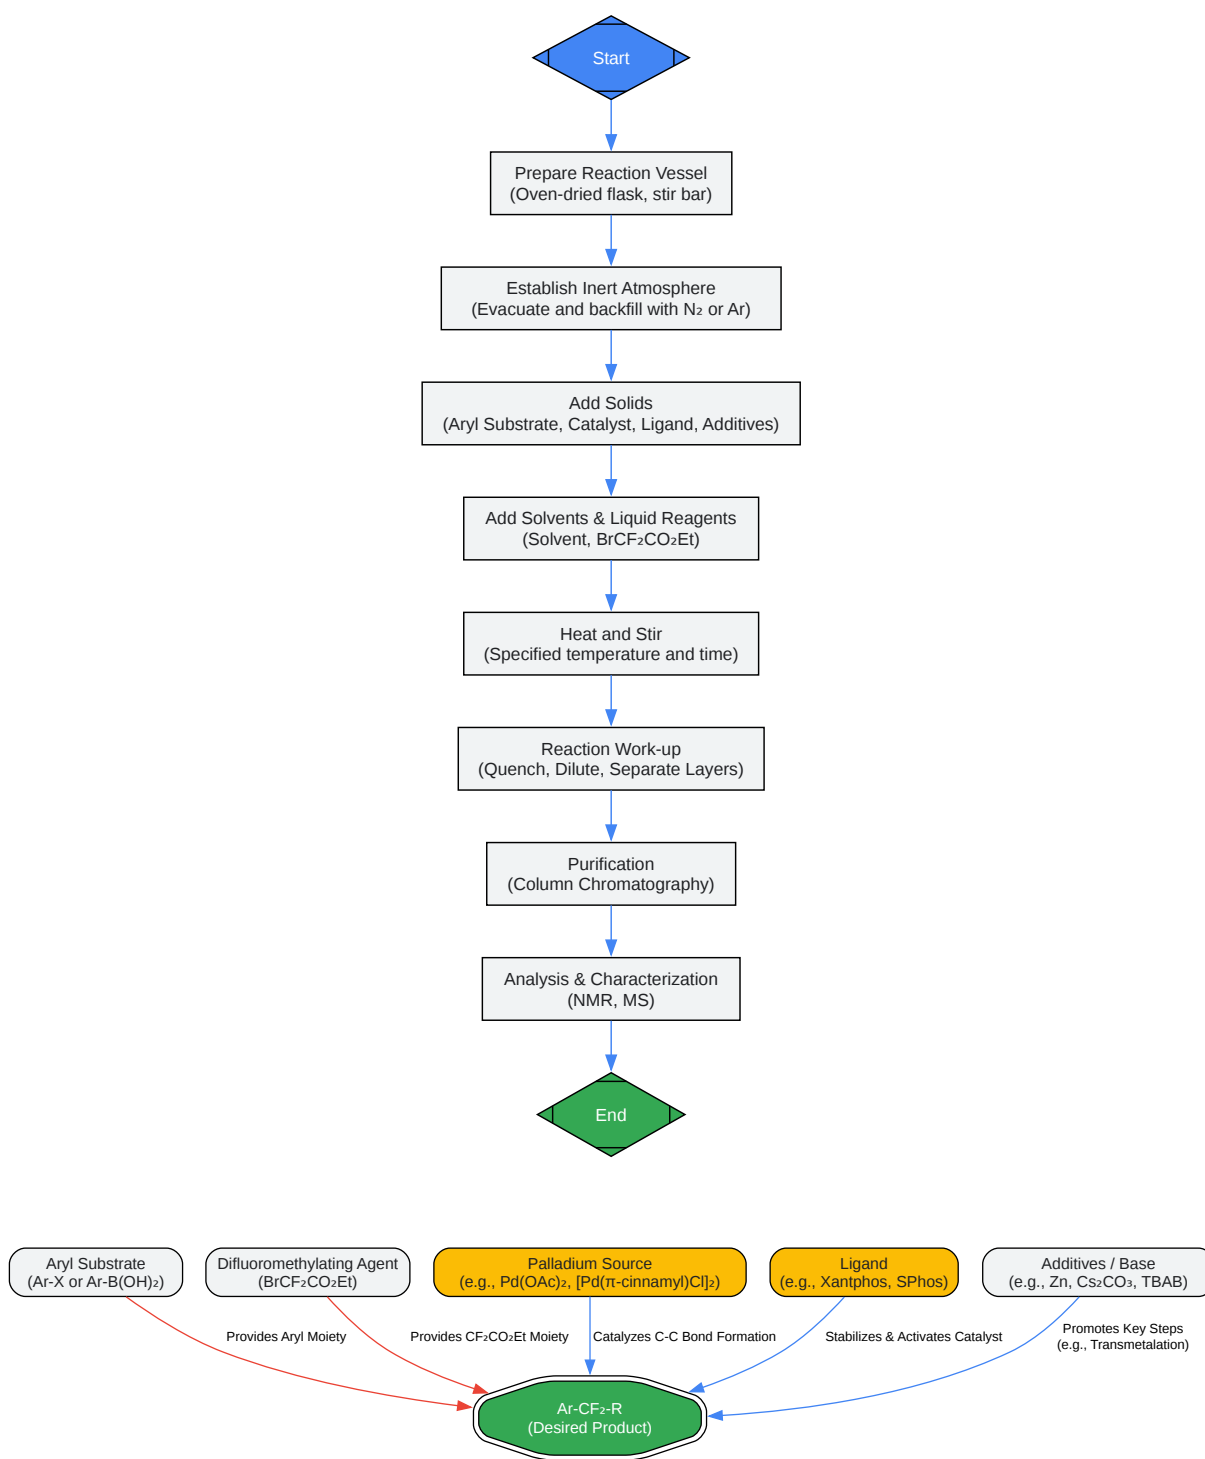 Start
Prepare Reaction Vessel
(Oven-dried flask, stir bar)
Establish Inert Atmosphere
(Evacuate and backfill with N₂ or Ar)
Add Solids
(Aryl Substrate, Catalyst, Ligand, Additives)
Add Solvents & Liquid Reagents
(Solvent, BrCF₂CO₂Et)
Heat and Stir
(Specified temperature and time)
Reaction Work-up
(Quench, Dilute, Separate Layers)
Purification
(Column Chromatography)
Analysis & Characterization
(NMR, MS)
End
Aryl Substrate
(Ar-X or Ar-B(OH)₂)
Difluoromethylating Agent
(BrCF₂CO₂Et)
Palladium Source
(e.g., Pd(OAc)₂, [Pd(π-cinnamyl)Cl]₂)
Ligand
(e.g., Xantphos, SPhos)
Additives / Base
(e.g., Zn, Cs₂CO₃, TBAB)
Provides Aryl Moiety
Provides CF₂CO₂Et Moiety
Catalyzes C-C Bond Formation
Stabilizes & Activates Catalyst
Promotes Key Steps
(e.g., Transmetalation)
Ar-CF₂-R
(Desired Product)